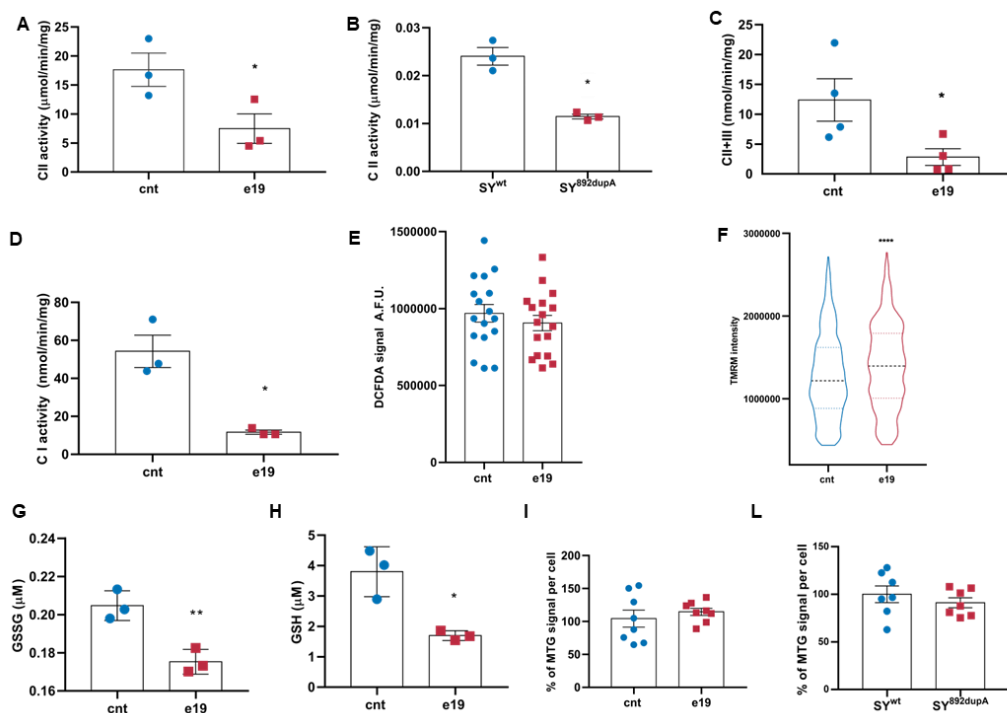 A
CII activity (μmol/min/mg)
25
20
15
10
5
0
*
cnt
e19
B
C II activity (μmol/min/mg)
0.03
0.02
0.01
0.00
*
SYwt
SY892dupA
C
CII+III (nmol/min/mg)
25
20
15
10
5
0
*
cnt
e19
D
C I activity (nmol/min/mg)
80
60
40
20
0
*
cnt
e19
E
DCFDA signal A.F.U.
1500000
1000000
500000
0
cnt
e19
F
TMRM intensity
3000000
2000000
1000000
****
cnt
e19
G
GSSG (μM)
0.22
0.20
0.18
0.16
**
cnt
e19
H
GSH (μM)
5
4
3
2
1
0
*
cnt
e19
I
% of MTG signal per cell
200
150
100
50
0
cnt
e19
L
% of MTG signal per cell
150
100
50
0
SYwt
SY892dupA